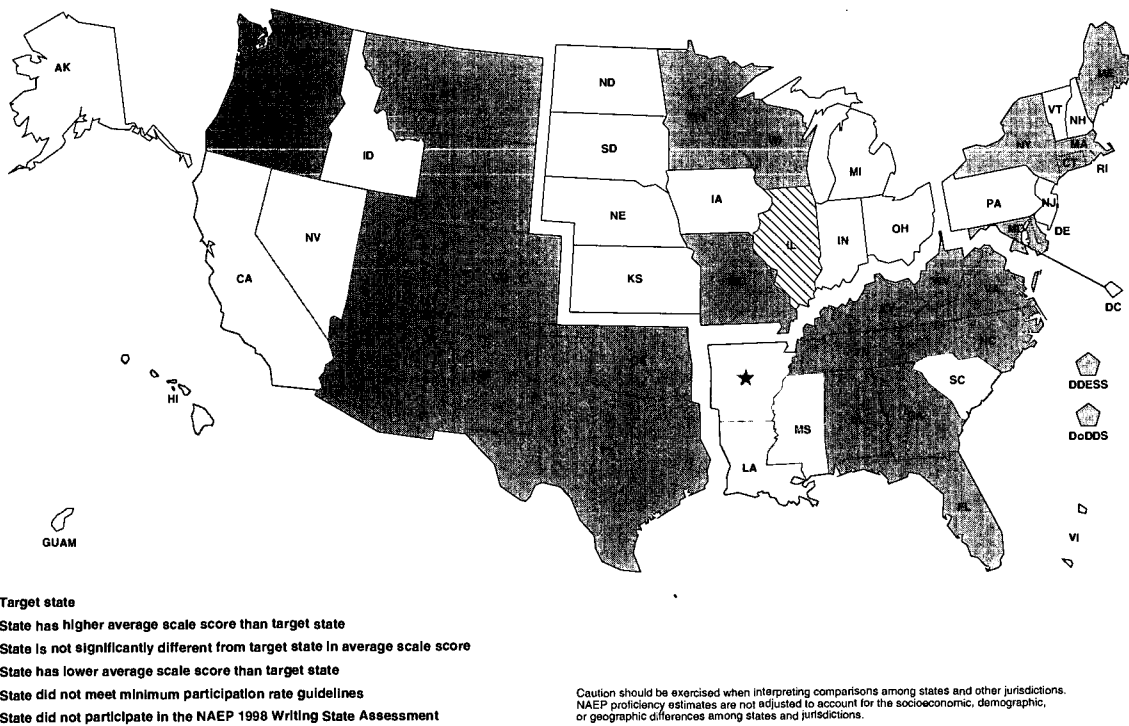 AK
ND
SD
NE
KS
ID
NV
CA
HI
GUAM
IA
IL
IN
OH
MI
PA
NY
VT
NH
ME
MA
CT
RI
NJ
DE
MD
DC
NC
SC
MS
LA
FL
DDESS
DoDDS
VI
Target state
State has higher average scale score than target state
State is not significantly different from target state in average scale score
State has lower average scale score than target state
State did not meet minimum participation rate guidelines
State did not participate in the NAEP 1998 Writing State Assessment
Caution should be exercised when interpreting comparisons among states and other jurisdictions.
NAEP proficiency estimates are not adjusted to account for the socioeconomic, demographic,
or geographic differences among states and jurisdictions.